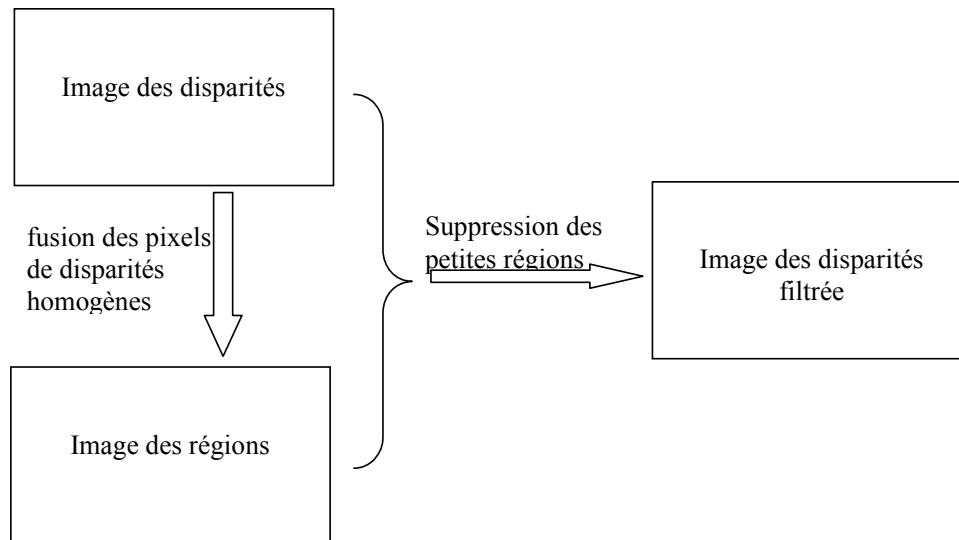 Image des disparités
fusion des pixels
de disparités
homogènes
Suppression des
petites régions
Image des disparités
filtrée
Image des régions